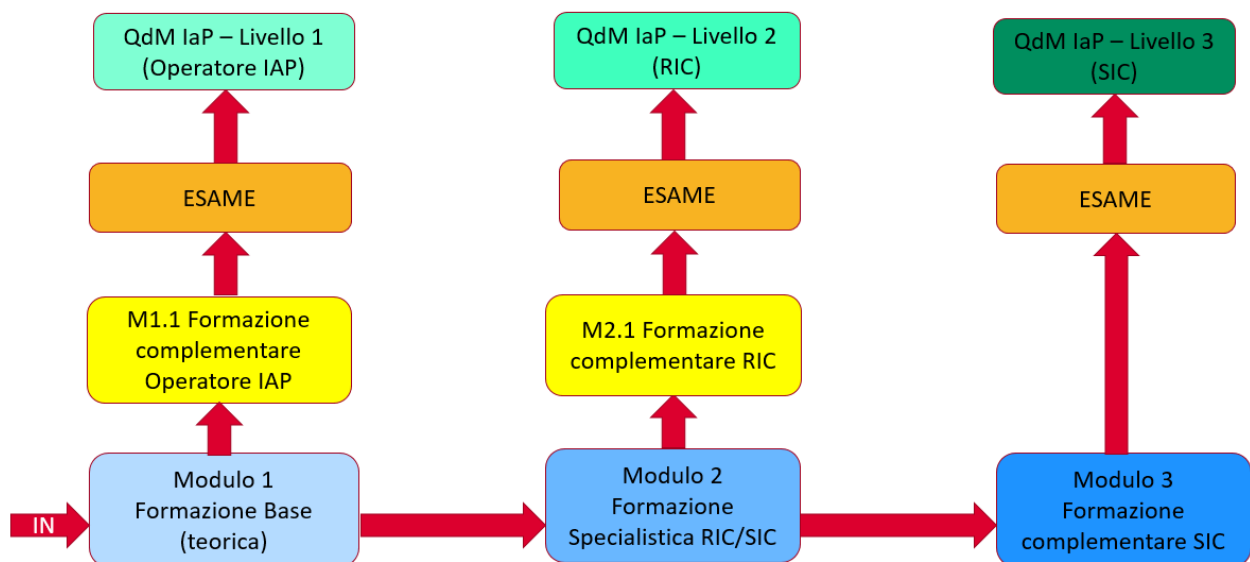 QdM IaP – Livello 1
(Operatore IAP)
QdM IaP – Livello 2
(RIC)
QdM IaP – Livello 3
(SIC)
ESAME
ESAME
ESAME
M1.1 Formazione
complementare
Operatore IAP
M2.1 Formazione
complementare RIC
IN
Modulo 1
Formazione Base
(teorica)
Modulo 2
Formazione
Specialistica RIC/SIC
Modulo 3
Formazione
complementare SIC